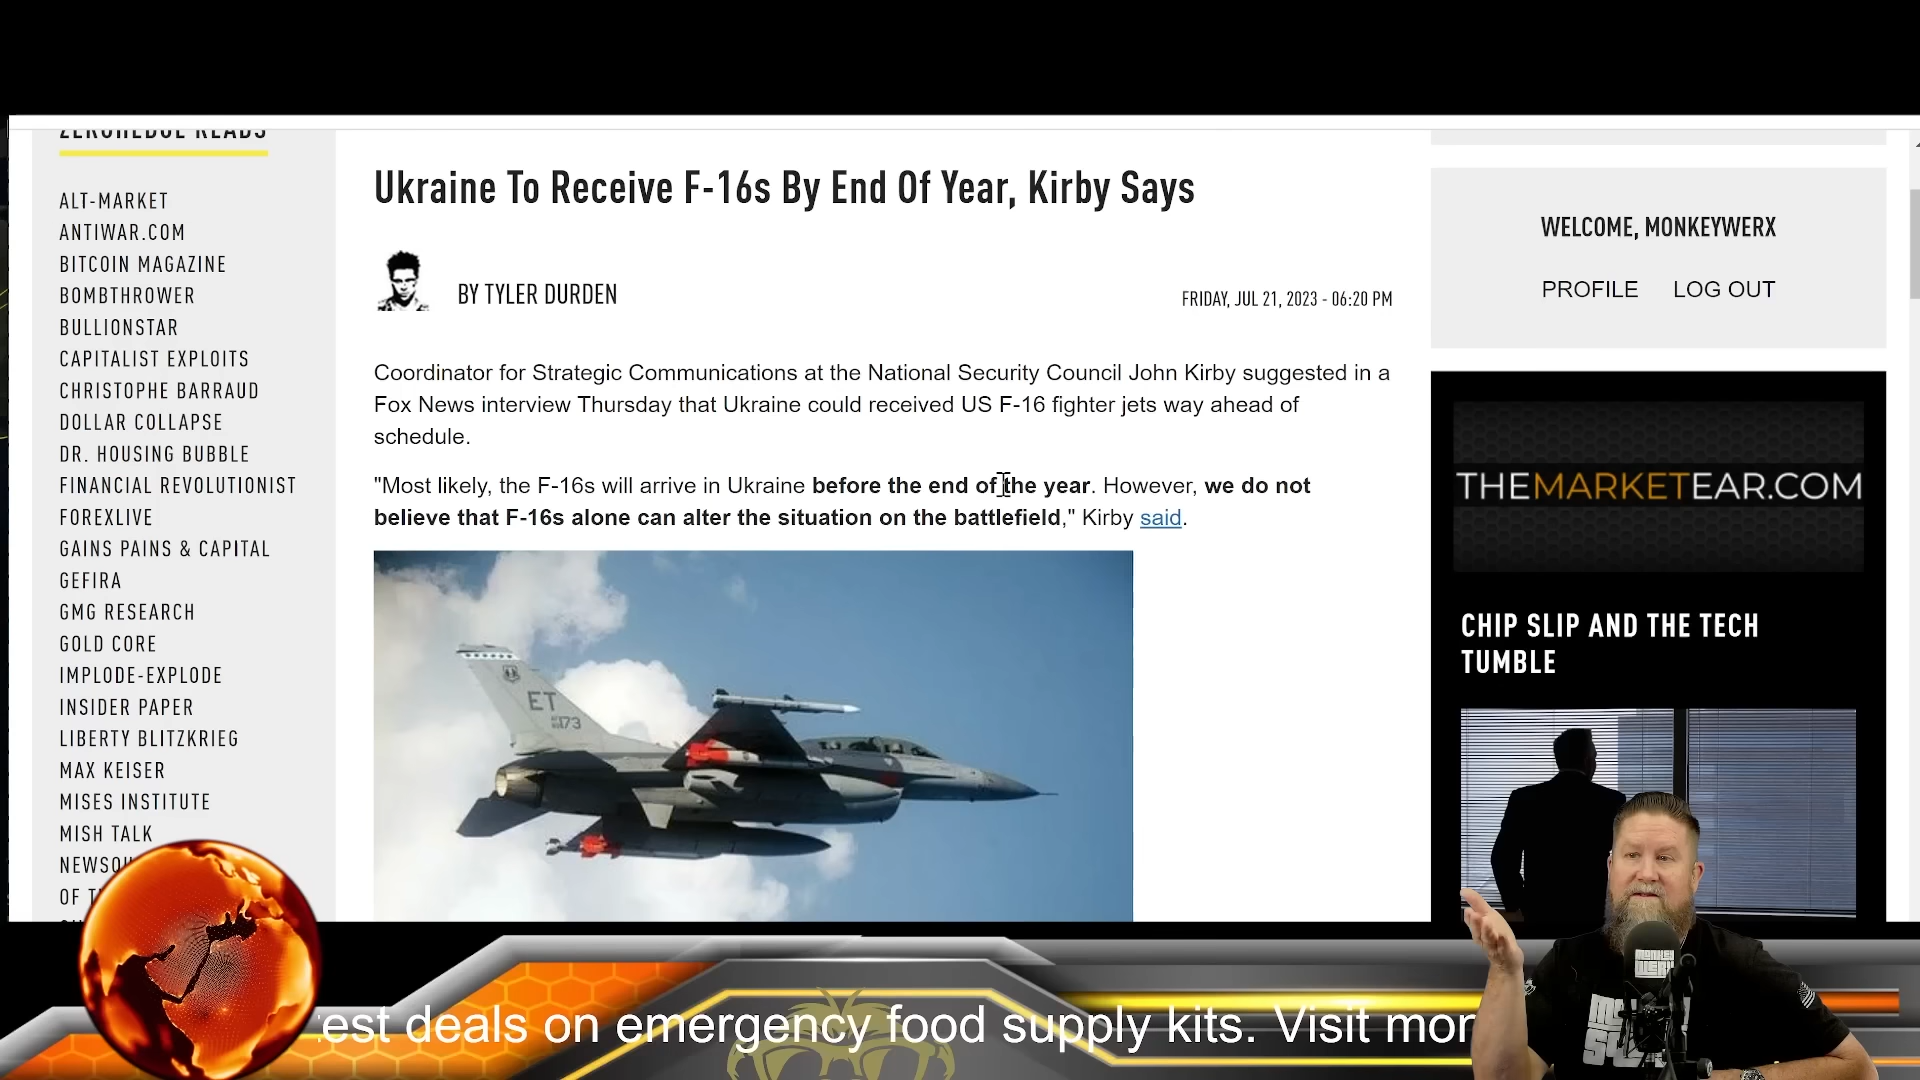 ZEROHEDGE READS
ALT-MARKET
ANTIWAR.COM
BITCOIN MAGAZINE
BOMBTHROWER
BULLIONSTAR
CAPITALIST EXPLOITS
CHRISTOPHE BARRAUD
DOLLAR COLLAPSE
DR. HOUSING BUBBLE
FINANCIAL REVOLUTIONIST
FOREXLIVE
GAINS PAINS & CAPITAL
GEFIRA
GMG RESEARCH
GOLD CORE
IMPLODE-EXPLODE
INSIDER PAPER
LIBERTY BLITZKRIEG
MAX KEISER
MISES INSTITUTE
MISH TALK
NEWSQU
OF T
Ukraine To Receive F-16s By End Of Year, Kirby Says
BY TYLER DURDEN
FRIDAY, JUL 21, 2023 - 06:20 PM
Coordinator for Strategic Communications at the National Security Council John Kirby suggested in a
Fox News interview Thursday that Ukraine could received US F-16 fighter jets way ahead of
schedule.
"Most likely, the F-16s will arrive in Ukraine before the end of the year. However, we do not
believe that F-16s alone can alter the situation on the battlefield," Kirby said.
ET
173
WELCOME, MONKEYWERX
PROFILE LOG OUT
THEMARKETEAR.COM
CHIP SLIP AND THE TECH
TUMBLE
est deals on emergency food supply kits. Visit mon